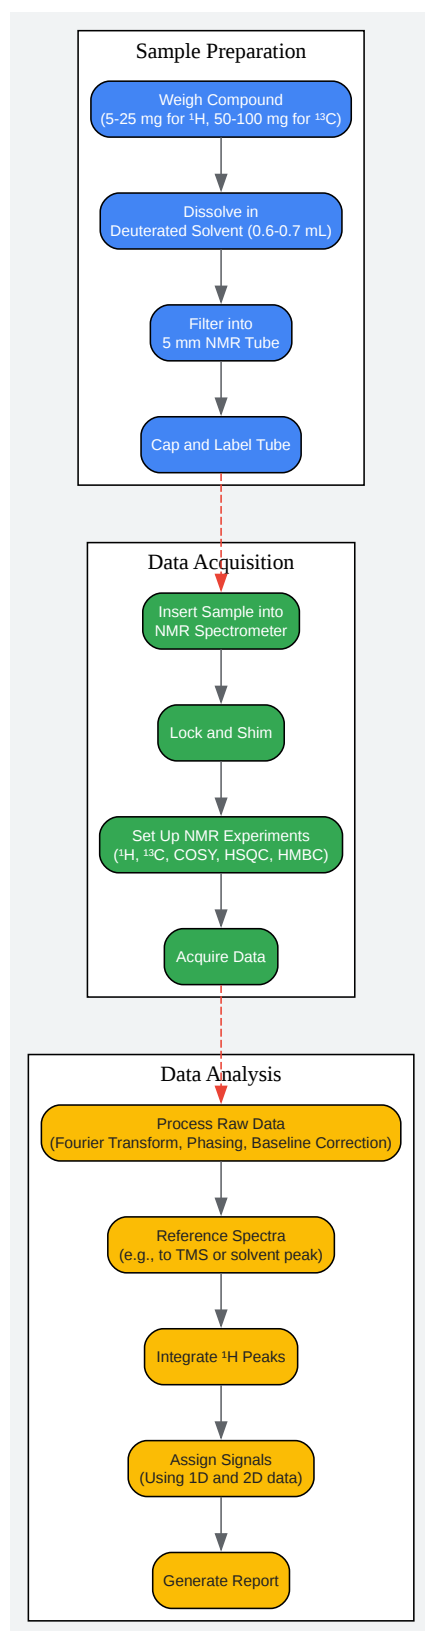 Sample Preparation
Weigh Compound
(5-25 mg for ¹H, 50-100 mg for ¹³C)
Dissolve in
Deuterated Solvent (0.6-0.7 mL)
Filter into
5 mm NMR Tube
Cap and Label Tube
Data Acquisition
Insert Sample into
NMR Spectrometer
Lock and Shim
Set Up NMR Experiments
(¹H, ¹³C, COSY, HSQC, HMBC)
Acquire Data
Data Analysis
Process Raw Data
(Fourier Transform, Phasing, Baseline Correction)
Reference Spectra
(e.g., to TMS or solvent peak)
Integrate ¹H Peaks
Assign Signals
(Using 1D and 2D data)
Generate Report